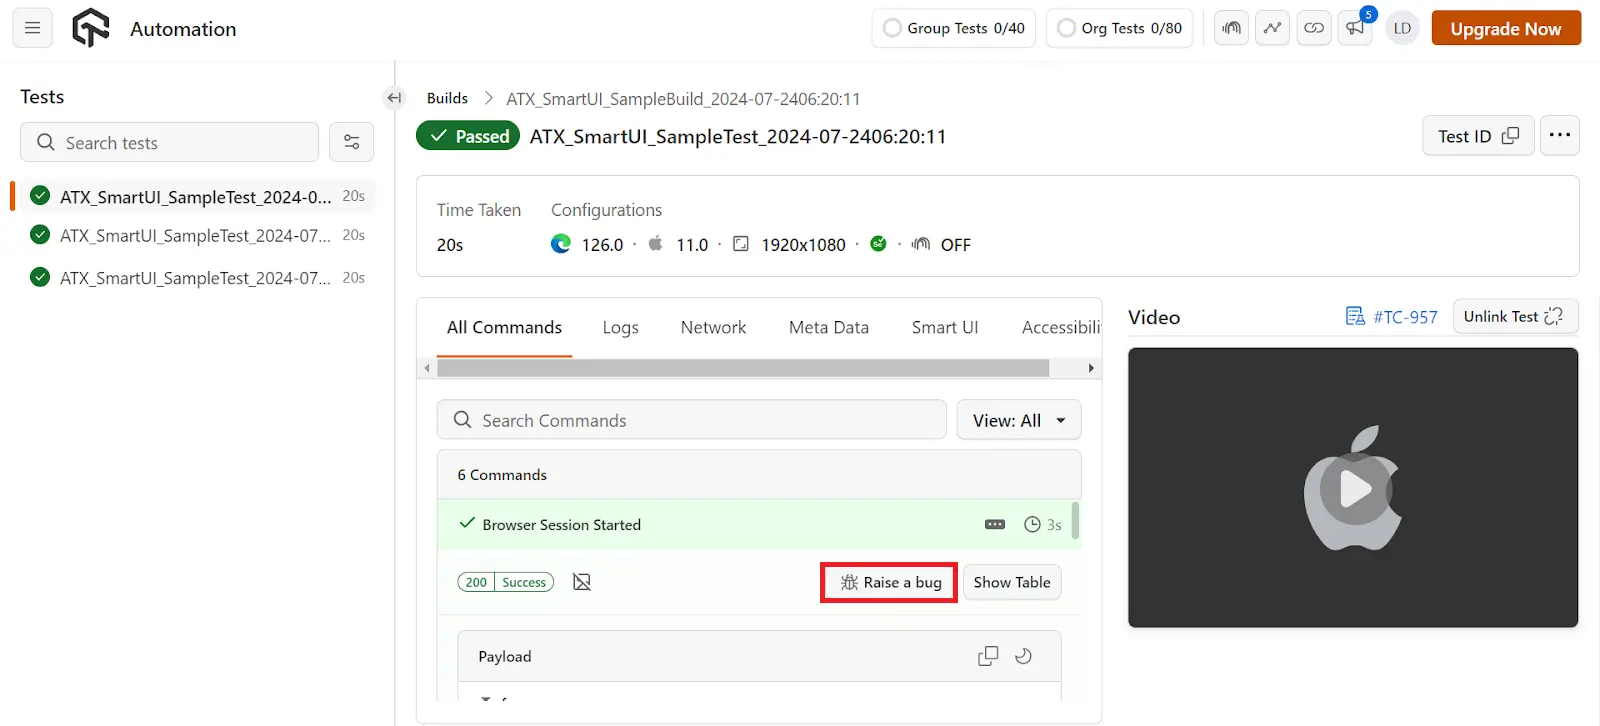 Automation
Group Tests 0/40
Org Tests 0/80
5
LD
Upgrade Now
Tests
Search tests
ATX_SmartUI_SampleTest_2024-0... 20s
ATX_SmartUI_SampleTest_2024-07... 20s
ATX_SmartUI_SampleTest_2024-07... 20s
Builds > ATX_SmartUI_SampleBuild_2024-07-2406:20:11
Passed ATX_SmartUI_SampleTest_2024-07-2406:20:11
Test ID
Time Taken Configurations
20s 126.0 · 11.0 · 1920x1080 · · OFF
All Commands Logs Network Meta Data Smart UI Accessibili
Search Commands View: All
6 Commands
Browser Session Started 3s
200 Success Raise a bug Show Table
Payload
Video #TC-957 Unlink Test